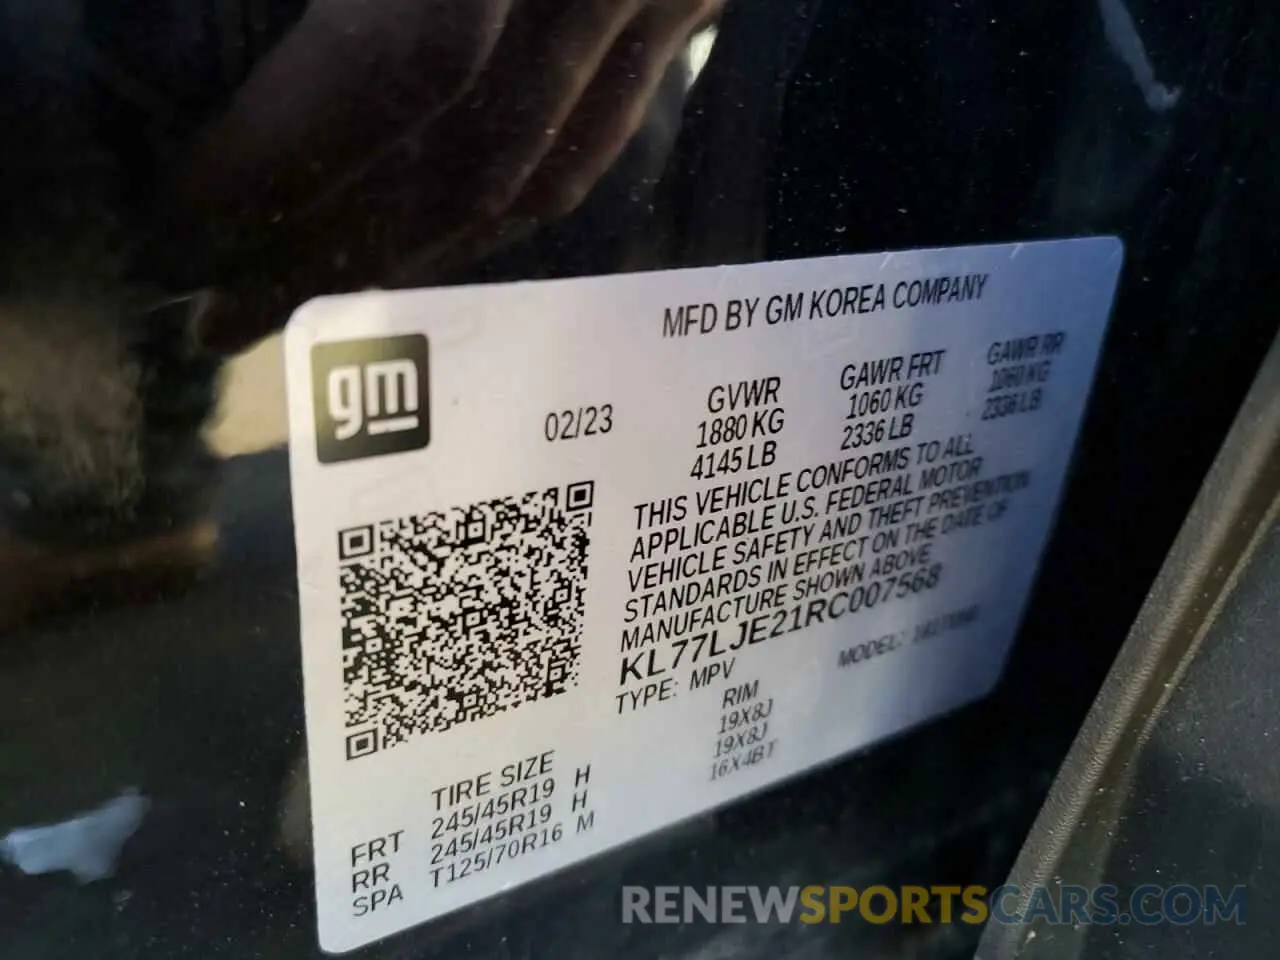 MFD BY GM KOREA COMPANY
gm
02/23
GVWR
1880 KG
4145 LB
GAWR FRT
1060 KG
2336 LB
GAWR RR
1060 KG
2336 LB
THIS VEHICLE CONFORMS TO ALL
APPLICABLE U.S. FEDERAL MOTOR
VEHICLE SAFETY AND THEFT PREVENTION
STANDARDS IN EFFECT ON THE DATE OF
MANUFACTURE SHOWN ABOVE
KL77LJE21RC007568
TYPE: MPV
MODEL:
TIRE SIZE
RIM
FRT 245/45R19 H 19X8J
RR 245/45R19 H 19X8J
SPA T125/70R16 M 16X4BT
RENEWSPORTSCARS.COM